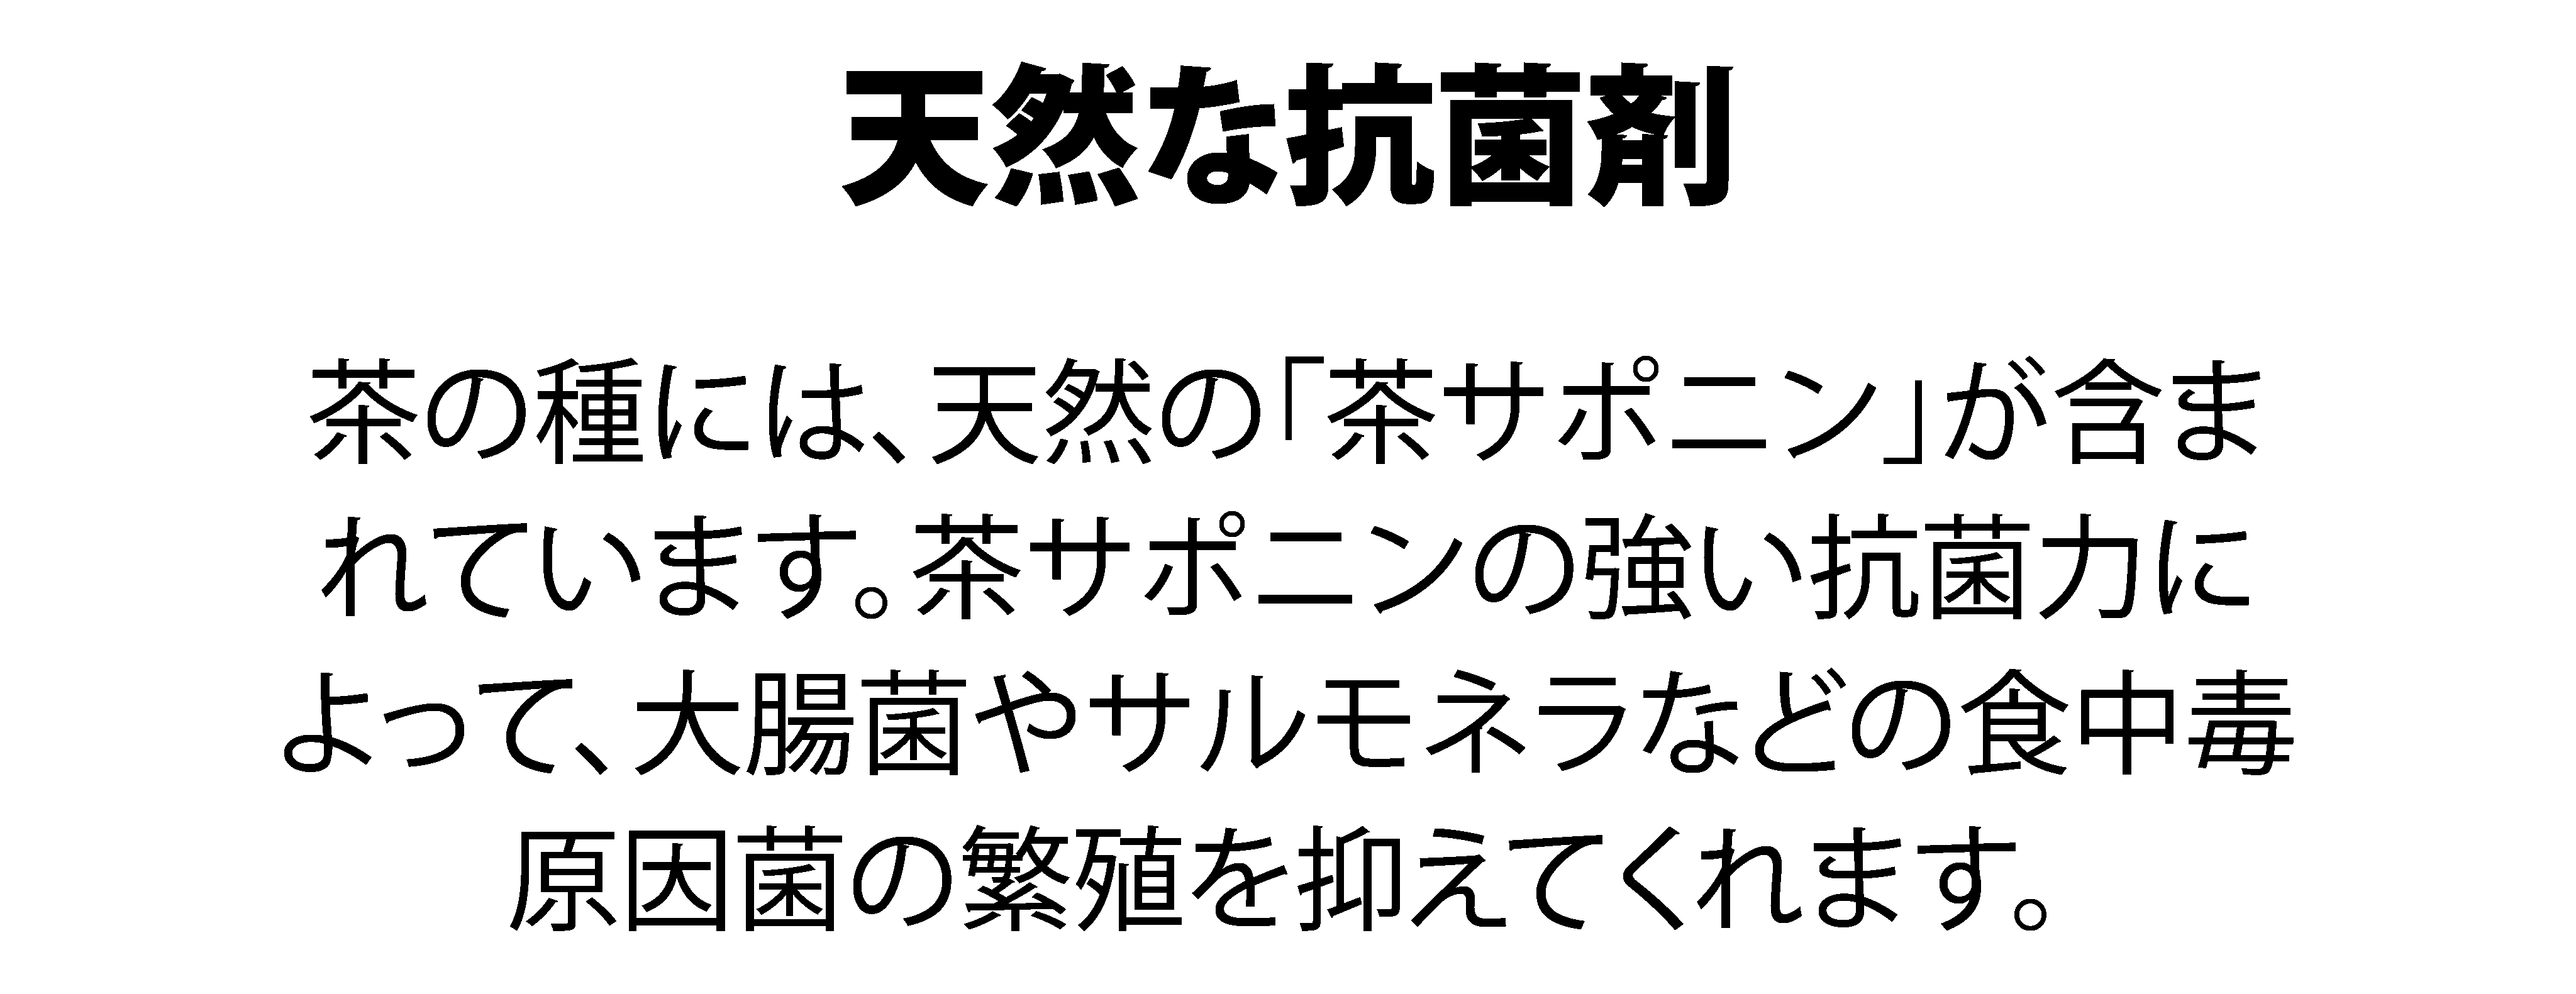 天然な抗菌剤
茶の種には、天然の「茶サポニン」が含ま
れています。茶サポニンの強い抗菌力に
よって、大腸菌やサルモネラなどの食中毒
原因菌の繁殖を抑えてくれます。